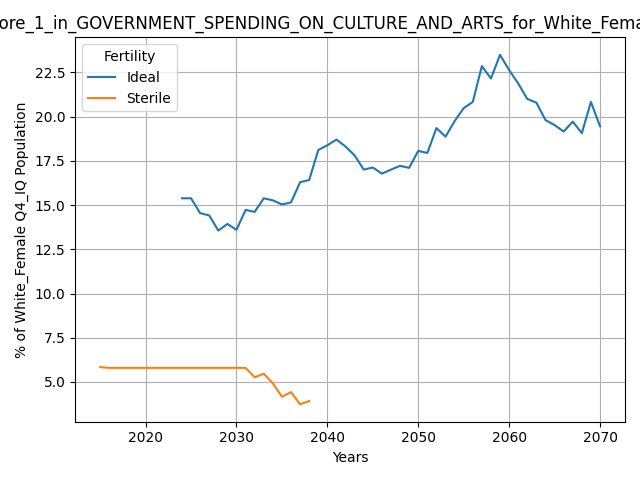 ore_1_in_GOVERNMENT_SPENDING_ON_CULTURE_AND_ARTS_for_White_Fema
Fertility
Ideal
Sterile
22.5
20.0
17.5
15.0
12.5
10.0
7.5
5.0
% of White_Female Q4_IQ Population
2020 2030 2040 2050 2060 2070
Years